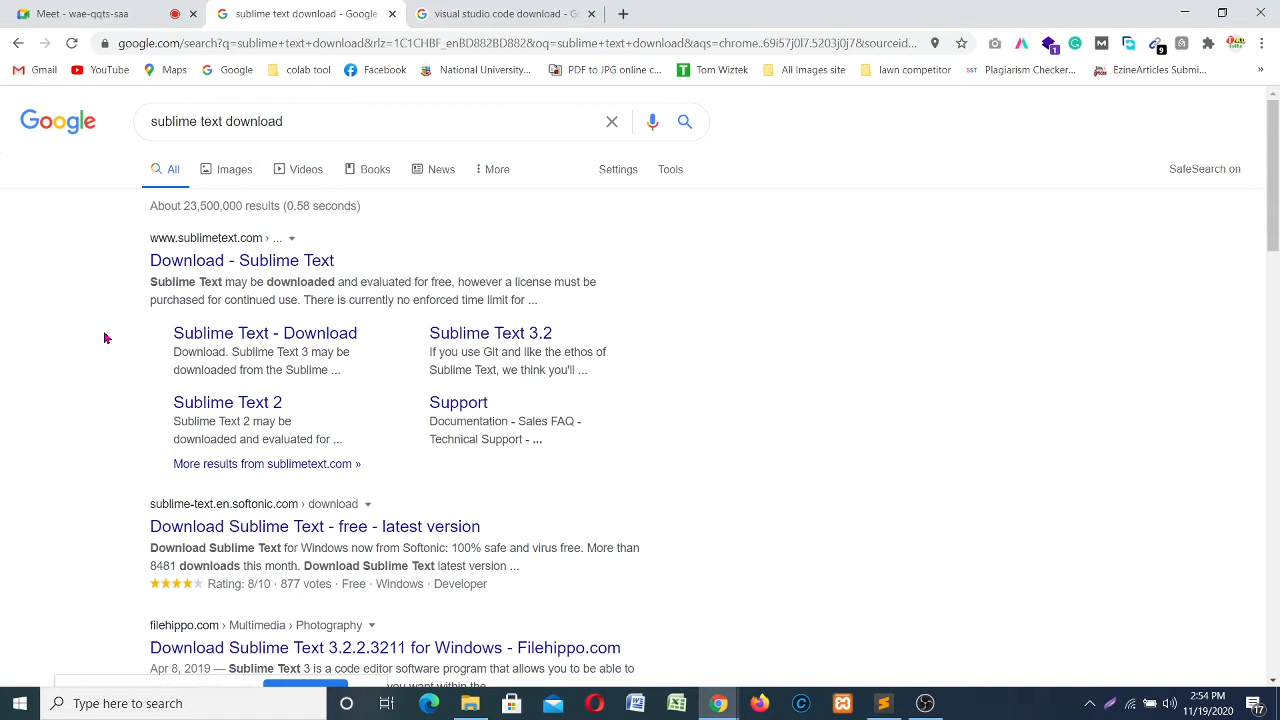 Meet - wae-qqts-saa
sublime text download - Google
visual studio code download - G
google.com/search?q=sublime+text+download&rlz=1C1CHBF_enBD882BD882&oq=sublime+text+download&aqs=chrome..69i57j0l7.5203j0j7&sourceid...
Gmail YouTube Maps Google colab tool Facebook National University... PDF to JPG online c... Tom Wiztek All Images site lawn competitor Plagiarism Checker... EzineArticles Submi... »
Google
sublime text download
All Images Videos Books News More Settings Tools SafeSearch on
About 23,500,000 results (0.58 seconds)
www.sublimetext.com › ...
Download - Sublime Text
Sublime Text may be downloaded and evaluated for free, however a license must be
purchased for continued use. There is currently no enforced time limit for ...
Sublime Text - Download
Download. Sublime Text 3 may be
downloaded from the Sublime ...
Sublime Text 3.2
If you use Git and like the ethos of
Sublime Text, we think you'll ...
Sublime Text 2
Sublime Text 2 may be
downloaded and evaluated for ...
Support
Documentation - Sales FAQ -
Technical Support - ...
More results from sublimetext.com »
sublime-text.en.softonic.com › download
Download Sublime Text - free - latest version
Download Sublime Text for Windows now from Softonic: 100% safe and virus free. More than
8481 downloads this month. Download Sublime Text latest version ...
Rating: 8/10 · 877 votes · Free · Windows · Developer
filehippo.com › Multimedia › Photography
Download Sublime Text 3.2.2.3211 for Windows - Filehippo.com
Apr 8, 2019 — Sublime Text 3 is a code editor software program that allows you to be able to
Type here to search
2:54 PM
11/19/2020